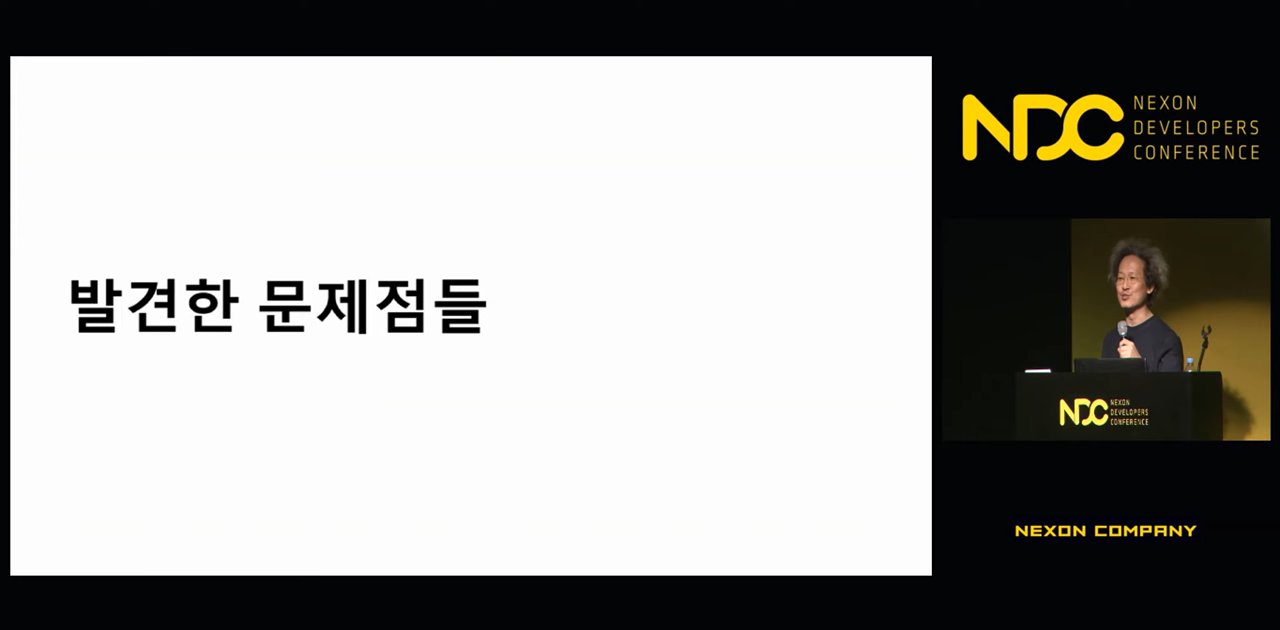 발견한 문제점들
NDC
NEXON
DEVELOPERS
CONFERENCE
NDC
NEXON
DEVELOPERS
CONFERENCE
NEXON COMPANY